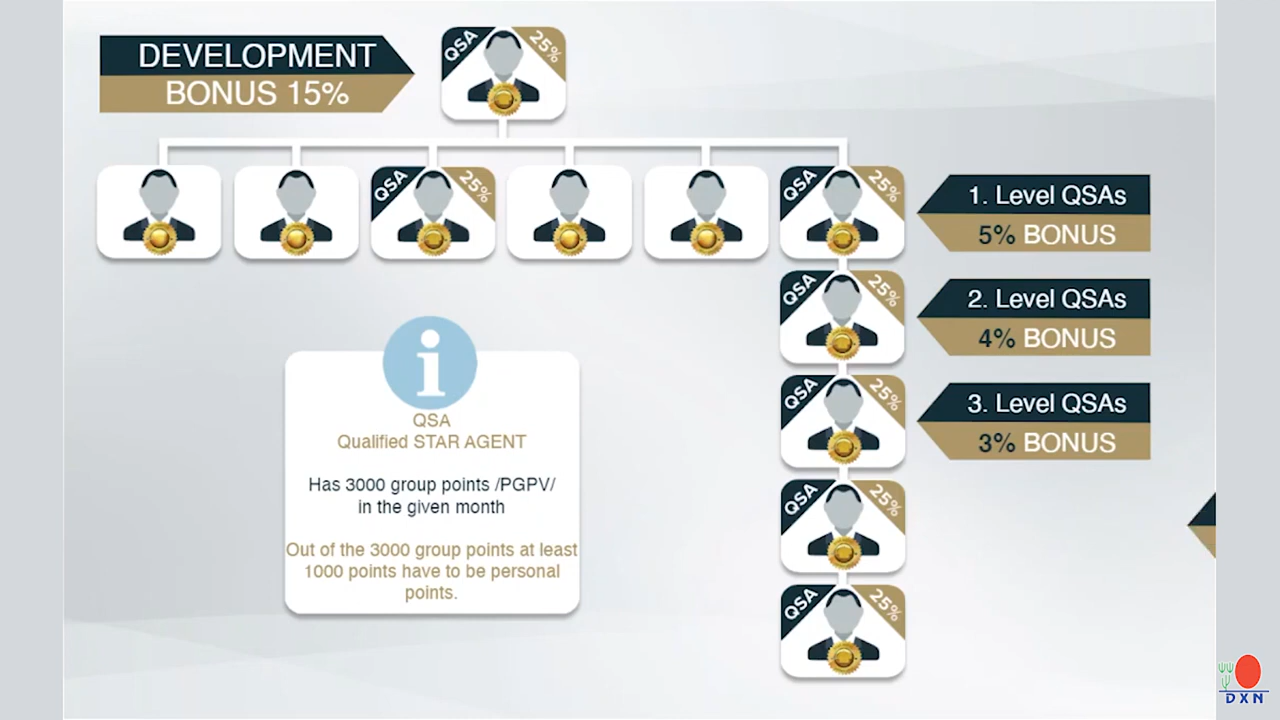 DEVELOPMENT
BONUS 15%
QSA 25%
QSA 25%
QSA 25%
1. Level QSAs
5% BONUS
QSA 25%
2. Level QSAs
4% BONUS
QSA 25%
3. Level QSAs
3% BONUS
QSA
Qualified STAR AGENT
Has 3000 group points /PGPV/
in the given month
Out of the 3000 group points at least
1000 points have to be personal
points.
QSA 25%
QSA 25%
DXN